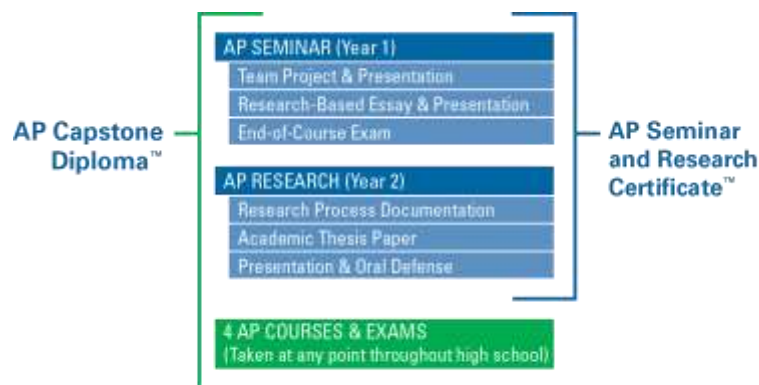 AP SEMINAR (Year 1)
Team Project & Presentation
Research-Based Essay & Presentation
End-of-Course Exam
AP Capstone
Diploma™
AP Seminar
and Research
Certificate™
AP RESEARCH (Year 2)
Research Process Documentation
Academic Thesis Paper
Presentation & Oral Defense
4 AP COURSES & EXAMS
(Taken at any point throughout high school)